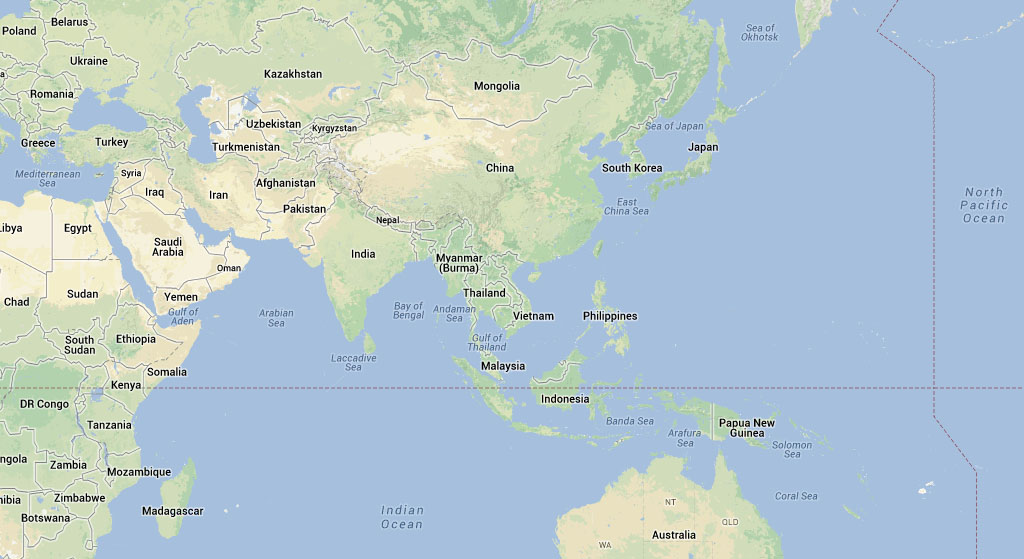 Belarus
Poland
Ukraine
Romania
Greece
Turkey
Mediterranean
Sea
Syria
Iraq
Iran
Kazakhstan
Uzbekistan
Kyrgyzstan
Turkmenistan
Afghanistan
Pakistan
Nepal
India
Mongolia
China
Sea of
Okhotsk
Sea of Japan
Japan
South Korea
East
China Sea
North
Pacific
Ocean
Libya
Egypt
Saudi
Arabia
Oman
Yemen
Gulf of
Aden
Chad
Sudan
South
Sudan
Ethiopia
Somalia
Kenya
DR Congo
Tanzania
ngola
Zambia
Mozambique
Zimbabwe
ibia
Botswana
Madagascar
Arabian
Sea
Laccadive
Sea
Bay of
Bengal
Andaman
Sea
Myanmar
(Burma)
Thailand
Vietnam
Gulf of
Thailand
Malaysia
Philippines
Indonesia
Banda Sea
Arafura
Sea
Papua New
Guinea
Solomon
Sea
Coral Sea
Indian
Ocean
NT
QLD
Australia
WA